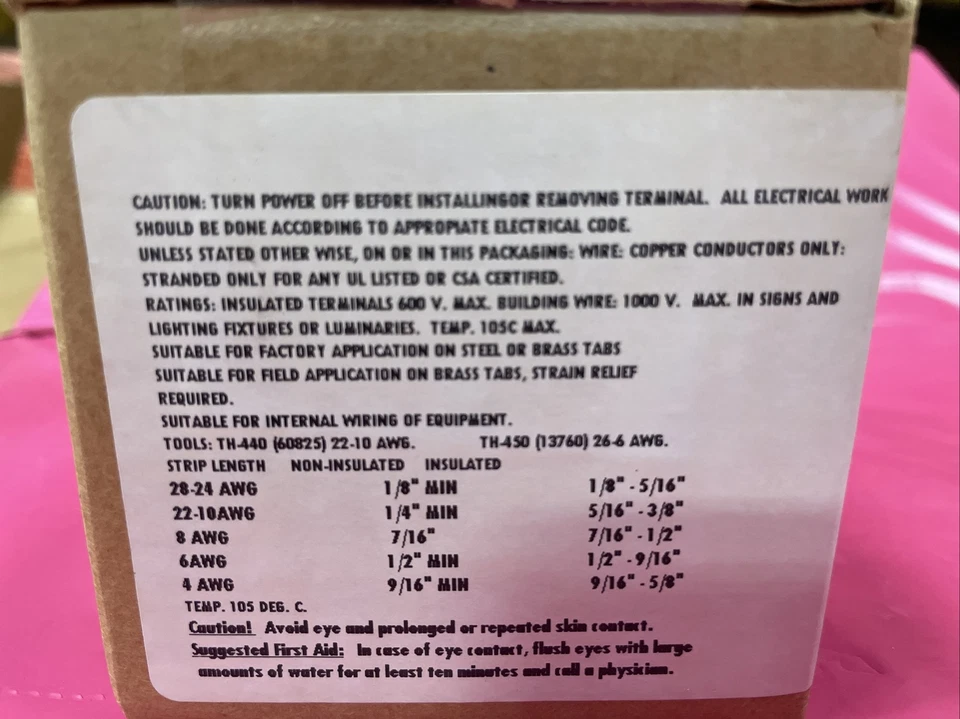 CAUTION: TURN POWER OFF BEFORE INSTALLINGOR REMOVING TERMINAL. ALL ELECTRICAL WORK
SHOULD BE DONE ACCORDING TO APPROPIATE ELECTRICAL CODE.
UNLESS STATED OTHER WISE, ON OR IN THIS PACKAGING: WIRE: COPPER CONDUCTORS ONLY:
STRANDED ONLY FOR ANY UL LISTED OR CSA CERTIFIED.
RATINGS: INSULATED TERMINALS 600 V. MAX. BUILDING WIRE: 1000 V. MAX. IN SIGNS AND
LIGHTING FIXTURES OR LUMINARIES. TEMP. 105C MAX.
SUITABLE FOR FACTORY APPLICATION ON STEEL OR BRASS TABS
SUITABLE FOR FIELD APPLICATION ON BRASS TABS, STRAIN RELIEF
REQUIRED.
SUITABLE FOR INTERNAL WIRING OF EQUIPMENT.
TOOLS: TH-440 (60825) 22-10 AWG. TH-450 (13760) 26-6 AWG.
STRIP LENGTH NON-INSULATED INSULATED
28-24 AWG 1/8" MIN 1/8" - 5/16"
22-10AWG 1/4" MIN 5/16" - 3/8"
8 AWG 7/16" 7/16" - 1/2"
6AWG 1/2" MIN 1/2" - 9/16"
4 AWG 9/16" MIN 9/16" - 5/8"
TEMP. 105 DEG. C.
Caution! Avoid eye and prolonged or repeated skin contact.
Suggested First Aid: In case of eye contact, flush eyes with large
amounts of water for at least ten minutes and call a physician.